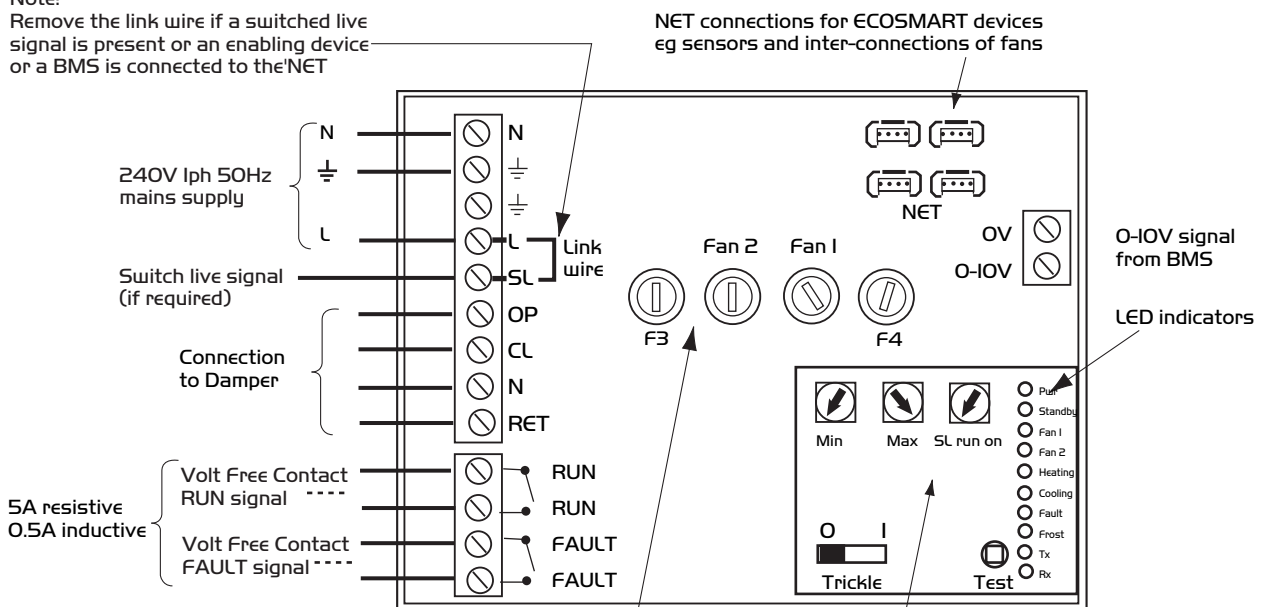 Note:
Remove the link wire if a switched live
signal is present or an enabling device
or a BMS is connected to the'NET
NET connections for ECOSMART devices
eg sensors and inter-connections of fans
240V 1ph 50Hz
mains supply
N
L
Switch live signal
(if required)
Connection
to Damper
5A resistive
0.5A inductive
Volt Free Contact
RUN signal
Volt Free Contact
FAULT signal
N
L
SL
OP
CL
N
RET
Link
wire
RUN
RUN
FAULT
FAULT
NET
Fan 2
Fan 1
F3
F4
0V
0-10V
0-10V signal
from BMS
LED indicators
Min
Max
SL run on
0
1
Trickle
Test
Pwr
Standby
Fan 1
Fan 2
Heating
Cooling
Fault
Frost
Tx
Rx